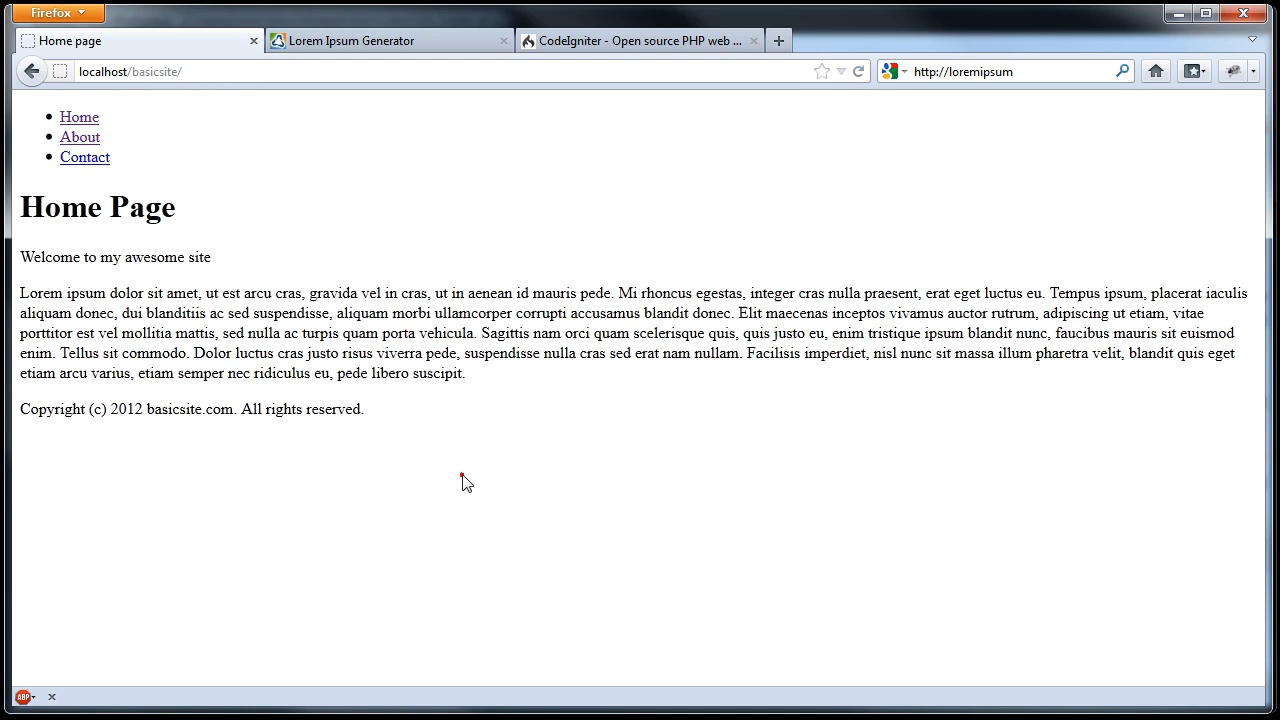 Firefox
Home page
Lorem Ipsum Generator
CodeIgniter - Open source PHP web ...
localhost/basicsite/
http://loremipsum
Home
About
Contact
Home Page
Welcome to my awesome site
Lorem ipsum dolor sit amet, ut est arcu cras, gravida vel in cras, ut in aenean id mauris pede. Mi rhoncus egestas, integer cras nulla praesent, erat eget luctus eu. Tempus ipsum, placerat iaculis
aliquam donec, dui blanditiis ac sed suspendisse, aliquam morbi ullamcorper corrupti accusamus blandit donec. Elit maecenas inceptos vivamus auctor rutrum, adipiscing ut etiam, vitae
porttitor est vel mollitia mattis, sed nulla ac turpis quam porta vehicula. Sagittis nam orci quam scelerisque quis, quis justo eu, enim tristique ipsum blandit nunc, faucibus mauris sit euismod
enim. Tellus sit commodo. Dolor luctus cras justo risus viverra pede, suspendisse nulla cras sed erat nam nullam. Facilisis imperdiet, nisl nunc sit massa illum pharetra velit, blandit quis eget
etiam arcu varius, etiam semper nec ridiculus eu, pede libero suscipit.
Copyright (c) 2012 basicsite.com. All rights reserved.
ABP